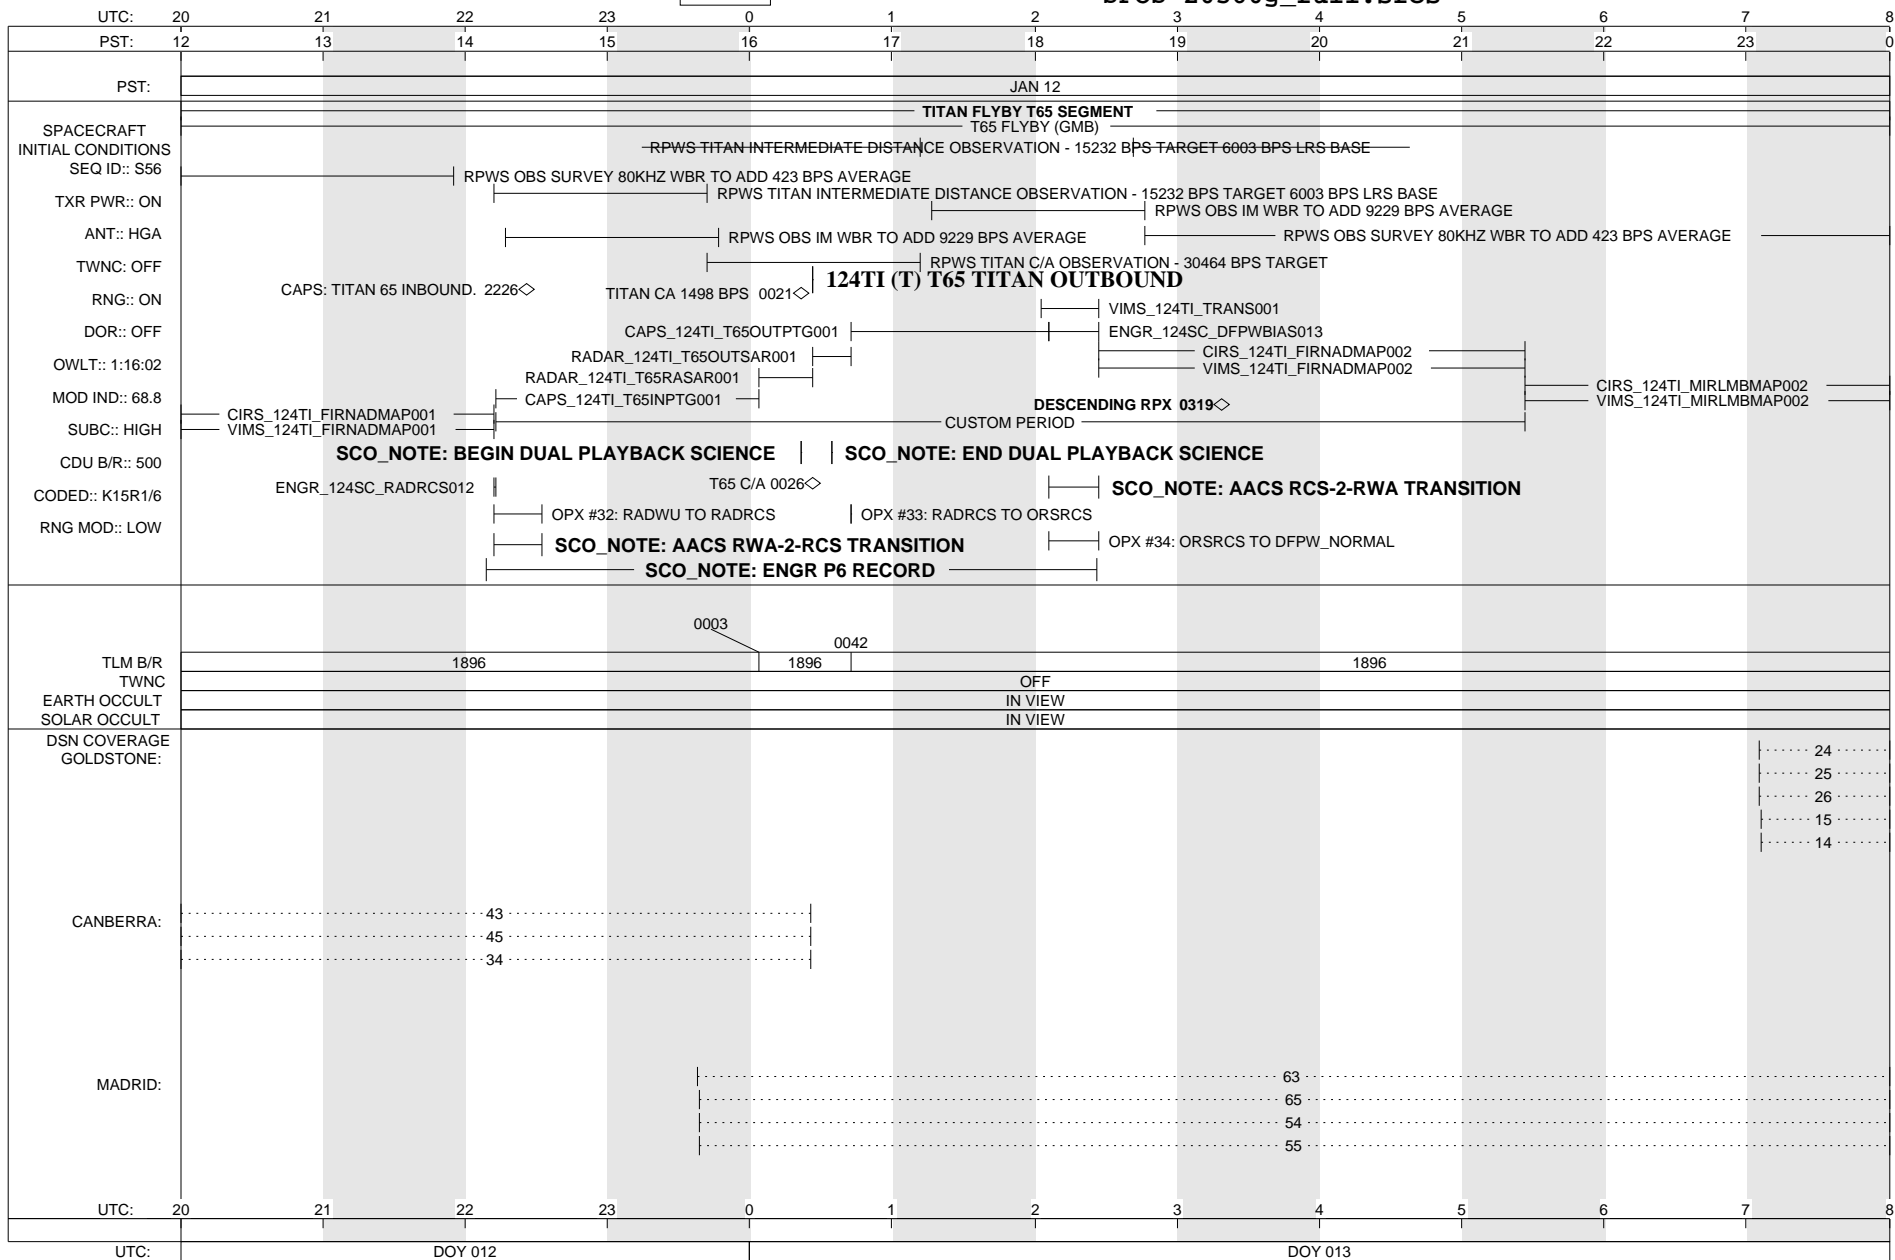 UTC: 20 21 22 23 0 1 2 3 4 5 6 7 8
PST: 12 13 14 15 16 17 18 19 20 21 22 23 0
PST: JAN 12
TITAN FLYBY T65 SEGMENT
SPACECRAFT T65 FLYBY (GMB)
INITIAL CONDITIONS RPWS TITAN INTERMEDIATE DISTANCE OBSERVATION - 15232 BPS TARGET 6003 BPS LRS BASE
SEQ ID:: S56 RPWS OBS SURVEY 80KHZ WBR TO ADD 423 BPS AVERAGE
RPWS TITAN INTERMEDIATE DISTANCE OBSERVATION - 15232 BPS TARGET 6003 BPS LRS BASE
TXR PWR:: ON
RPWS OBS IM WBR TO ADD 9229 BPS AVERAGE
ANT:: HGA RPWS OBS IM WBR TO ADD 9229 BPS AVERAGE RPWS OBS SURVEY 80KHZ WBR TO ADD 423 BPS AVERAGE
TWNC: OFF RPWS TITAN C/A OBSERVATION - 30464 BPS TARGET
124TI (T) T65 TITAN OUTBOUND
CAPS: TITAN 65 INBOUND. 2226 TITAN CA 1498 BPS 0021
RNG:: ON
VIMS_124TI_TRANS001
DOR:: OFF CAPS_124TI_T65OUTPTG001 ENGR_124SC_DFPWBIAS013
RADAR_124TI_T65OUTSAR001 CIRS_124TI_FIRNADMAP002
OWLT:: 1:16:02 VIMS_124TI_FIRNADMAP002
RADAR_124TI_T65RASAR001 CIRS_124TI_MIRLMBMAP002
MOD IND:: 68.8 CAPS_124TI_T65INPTG001 VIMS_124TI_MIRLMBMAP002
DESCENDING RPX 0319
CIRS_124TI_FIRNADMAP001 CUSTOM PERIOD
SUBC:: HIGH VIMS_124TI_FIRNADMAP001
SCO_NOTE: BEGIN DUAL PLAYBACK SCIENCE SCO_NOTE: END DUAL PLAYBACK SCIENCE
CDU B/R:: 500
ENGR_124SC_RADRCS012 T65 C/A 0026 SCO_NOTE: AACS RCS-2-RWA TRANSITION
CODED:: K15R1/6
OPX #32: RADWU TO RADRCS OPX #33: RADRCS TO ORSRCS
RNG MOD:: LOW
SCO_NOTE: AACS RWA-2-RCS TRANSITION OPX #34: ORSRCS TO DFPW_NORMAL
SCO_NOTE: ENGR P6 RECORD
0003
0042
TLM B/R 1896 1896 1896
TWNC OFF
EARTH OCCULT IN VIEW
SOLAR OCCULT IN VIEW
DSN COVERAGE
GOLDSTONE: 24
25
26
15
14
CANBERRA: 43
45
34
MADRID: 63
65
54
55
UTC: 20 21 22 23 0 1 2 3 4 5 6 7 8
UTC: DOY 012 DOY 013